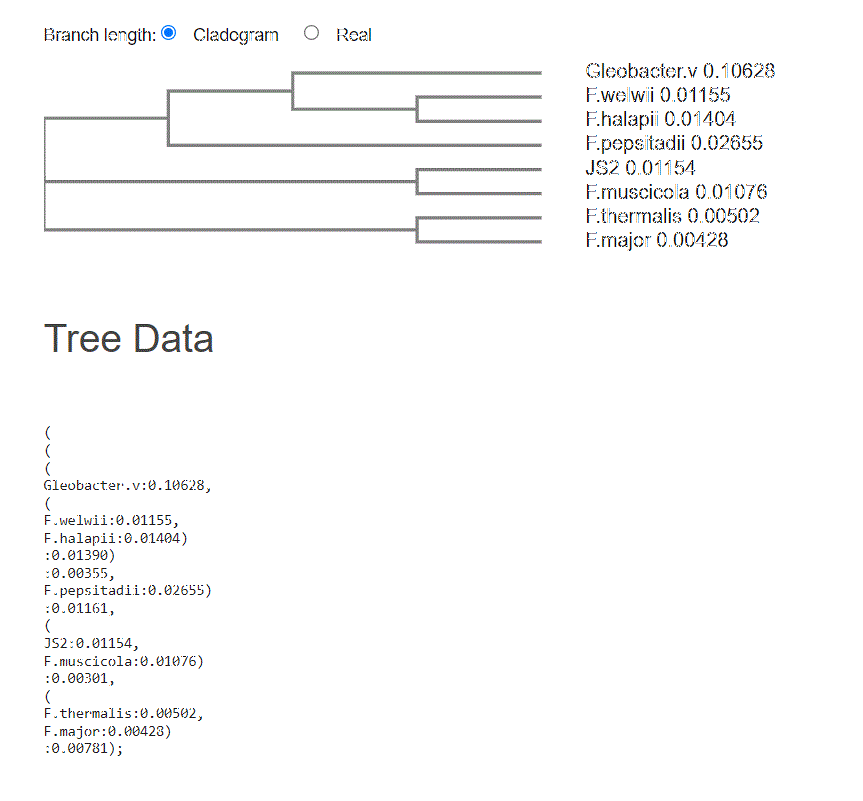 Branch length: Cladogram Real
Gleobacter.v 0.10628
F.welwii 0.01155
F.halapii 0.01404
F.pepsitadii 0.02655
JS2 0.01154
F.muscicola 0.01076
F.thermalis 0.00502
F.major 0.00428
Tree Data
(
(
(
Gleobacter.v:0.10628,
(
F.welwii:0.01155,
F.halapii:0.01404)
:0.01390)
:0.00355,
F.pepsitadii:0.02655)
:0.01161,
(
JS2:0.01154,
F.muscicola:0.01076)
:0.00301,
(
F.thermalis:0.00502,
F.major:0.00428)
:0.00781);